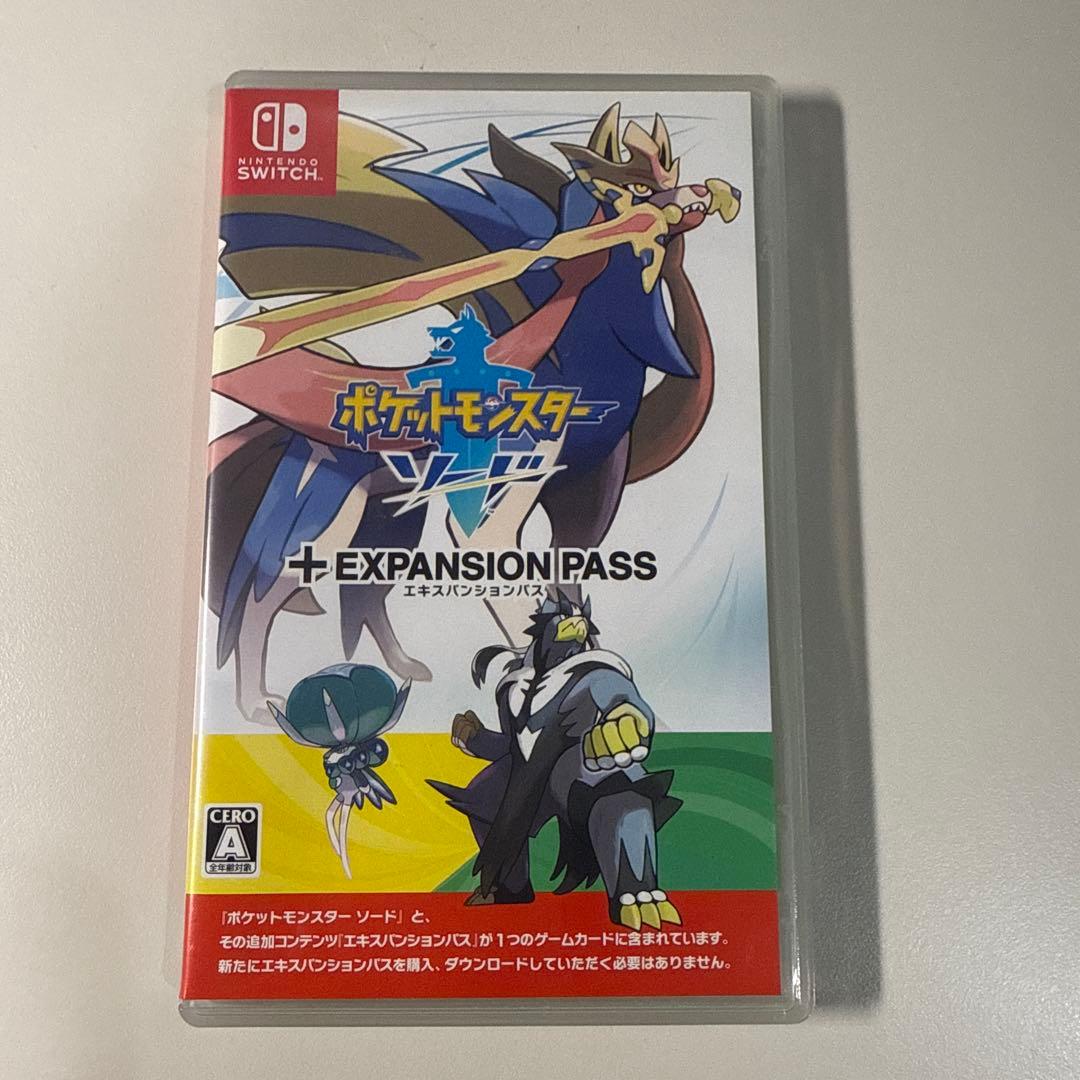 NINTENDO
SWITCH™
ポケットモンスター
ソード
+EXPANSION PASS
エキスパンションパス
CERO
A
全年齢対象
『ポケットモンスター ソード』と、
その追加コンテンツ『エキスパンションパス』が1つのゲームカードに含まれています。
新たにエキスパンションパスを購入、ダウンロードしていただく必要はありません。